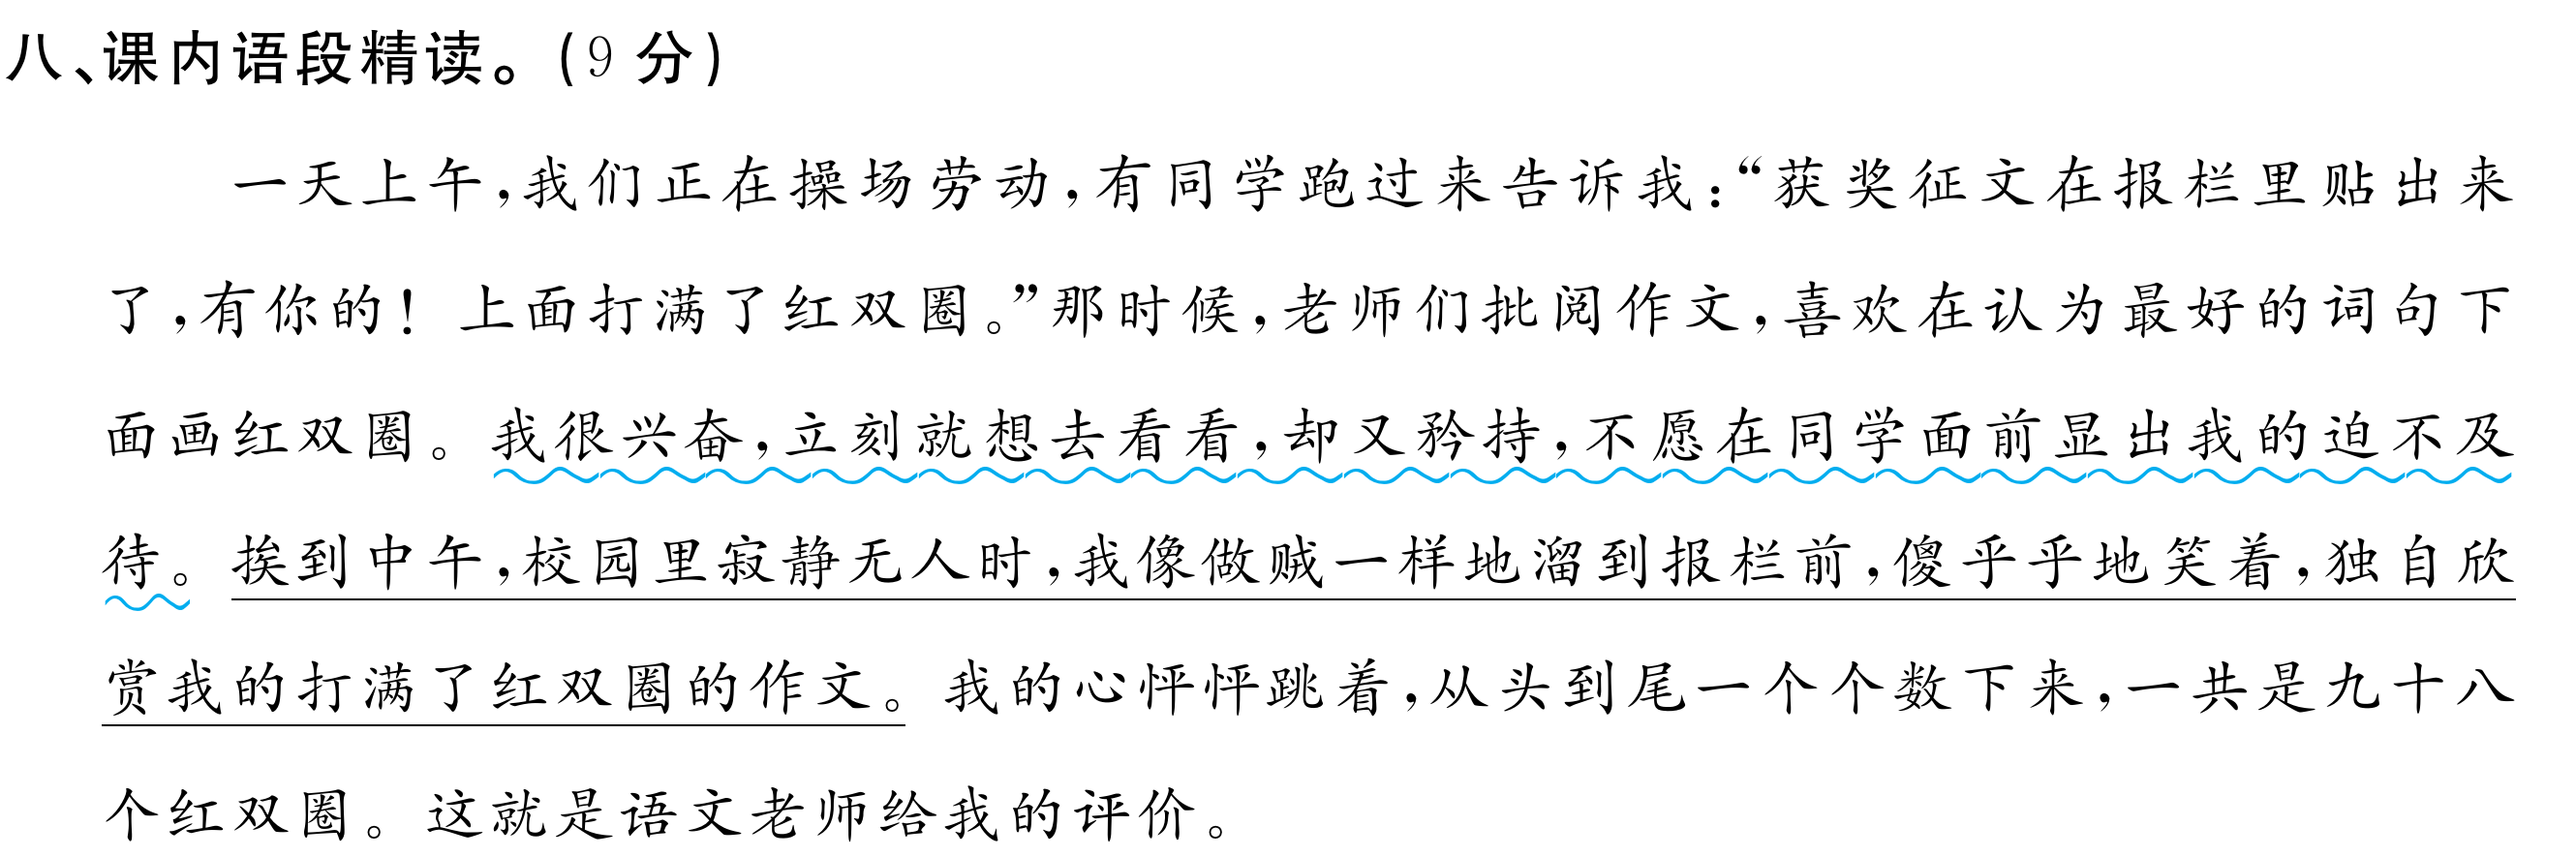 八、课内语段精读。(9 分)
一天上午,我们正在操场劳动,有同学跑过来告诉我:“获奖征文在报栏里贴出来
了,有你的! 上面打满了红双圈。”那时候,老师们批阅作文,喜欢在认为最好的词句下
面画红双圈。我很兴奋,立刻就想去看看,却又矜持,不愿在同学面前显出我的迫不及
待。挨到中午,校园里寂静无人时,我像做贼一样地溜到报栏前,傻乎乎地笑着,独自欣
赏我的打满了红双圈的作文。我的心怦怦跳着,从头到尾一个个数下来,一共是九十八
个红双圈。这就是语文老师给我的评价。